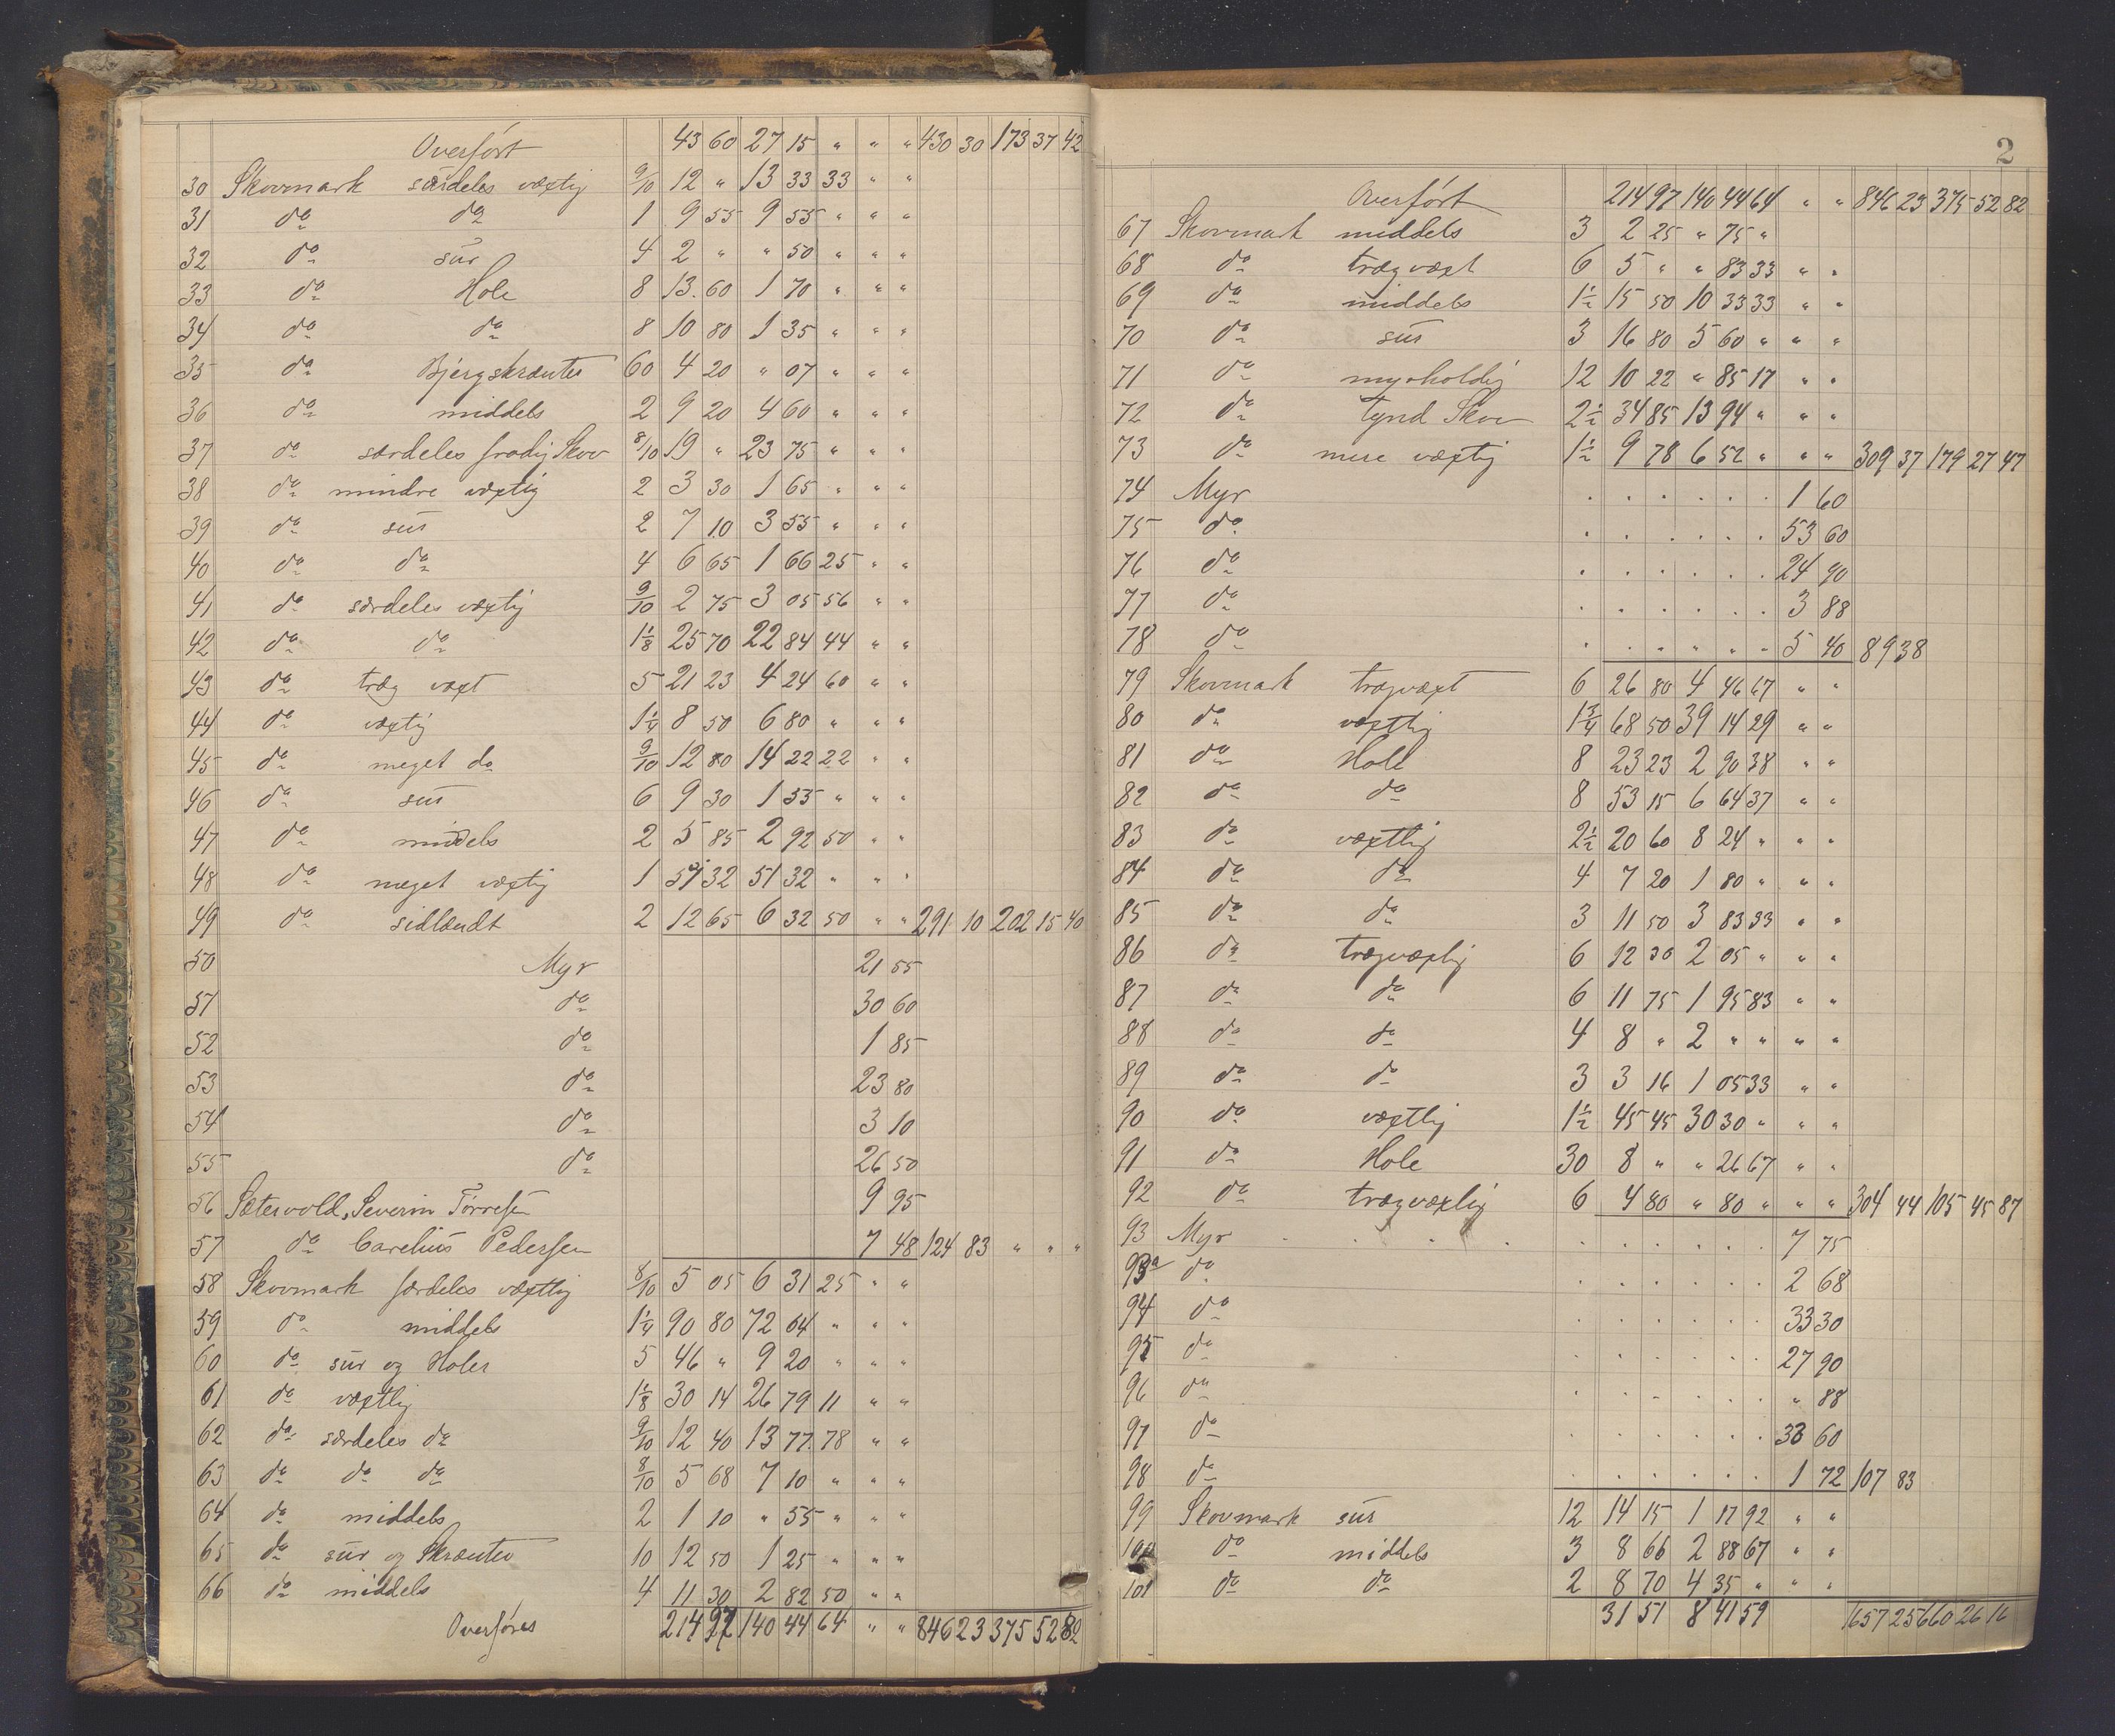 Overført 43 60 27 15 " " " 430 30 173 37 42
30 Skovmark særdeles væxtig 9/10 12 " 13 33 33 " "
31 do do 1 9 55 9 55 " " "
32 do sur 4 2 " " 50 " " "
33 do Hole 8 13.60 1 70 " " "
34 do do 8 10 80 1 35 " " "
35 do Bjergskrænter 60 4 20 " 07 " " "
36 do middels 2 9 20 4 60 " " "
37 do særdeles frodig Skov 8/10 19 " 23 75 " " "
38 do mindre væxtig 2 3 30 1 65 " " "
39 do sur 2 7 10 3 55 " " "
40 do do 4 6 65 1 66 25 " "
41 do særdeles væxtig 9/10 2 75 3 05 56 " "
42 do do 1 1/8 25 70 22 84 44 " "
43 do træg væxt 5 21 23 4 24 60 " "
44 do væxtig 1 1/4 8 50 6 80 " " "
45 do meget do 9/10 12 80 14 22 22 " "
46 do sur 6 9 30 1 55 " " "
47 do middels 2 5 85 2 92 50 " "
48 do meget væxtig 1 51 32 51 32 " " "
49 do sidlændt 2 12 65 6 32 50 " " 291 10 202 15 40
50 Myr 21 55
51 do 30 60
52 do 1 85
53 do 23 80
54 do 3 10
55 do 26 50
56 Sætervold, Severin Tørresen 9 95
57 do Carelius Pedersen 7 48 124 83 " " "
58 Skovmark særdeles væxtlig 8/10 5 05 6 31 25 " "
59 do middels 1 1/4 90 80 72 64 " " "
60 do sur og Holer 5 46 " 9 20 " " "
61 do væxtlig 1 1/8 30 14 26 79 11 " "
62 do særdeles do 9/10 12 40 13 77 78 " "
63 do do do 8/10 5 68 7 10 " " "
64 do middels 2 1 10 " 55 " " "
65 do sur og Skrænter 10 12 50 1 25 " " "
66 do middels 4 11 30 2 82 50 " "
Overføres 214 97 140 44 64 " " 846 23 375 52 82
2
Overført 214 97 140 44 64 " " 846 23 375 52 82
67 Skovmark middels 3 2 25 " 75 "
68 do trægvæxt 6 5 " " 83 33 " "
69 do middels 1 1/2 15 50 10 33 33 " "
70 do sur 3 16 80 5 60 " " "
71 do myrholdig 12 10 22 " 85 17 " "
72 do Tynd Skov 2 1/2 34 85 13 94 " " "
73 do mere væxtig 1 1/2 9 78 6 52 " " " 309 37 179 27 47
74 Myr . . . . . . 1 60
75 do . . . . . . 53 60
76 do . . . . . . 24 90
77 do . . . . . . 3 88
78 do . . . . . . 5 40 89 38
79 Skovmark trægvæxt 6 26 80 4 46 67 " "
80 do væxtlig 1 3/4 68 50 39 14 29 " "
81 do Hole 8 23 23 2 90 38 " "
82 do do 8 53 15 6 64 37 " "
83 do væxtlig 2 1/2 20 60 8 24 " " "
84 do do 4 7 20 1 80 " " "
85 do do 3 11 50 3 83 33 " "
86 do trægvæxlig 6 12 30 2 05 " " "
87 do do 6 11 75 1 95 83 " "
88 do do 4 8 " 2 " " " "
89 do do 3 3 16 1 05 33 " "
90 do væxtlig 1 1/2 45 45 30 30 " " "
91 do Hole 30 8 " " 26 67 " "
92 do trægvæxlig 6 4 80 " 80 " " " 304 44 105 45 87
93 Myr . . . . . . . . . 7 75
93a do . . . . . . 2 68
94 do . . . . . . 33 30
95 do . . . . . . 27 90
96 do . . . . . . " 88
97 do . . . . . . 33 60
98 do . . . . . . 1 72 107 83
99 Skovmark sur 12 14 15 1 17 92 " "
100 do middels 3 8 66 2 88 67 " "
101 do do 2 8 70 4 35 " " "
31 51 8 41 59 1657 25 660 26 16